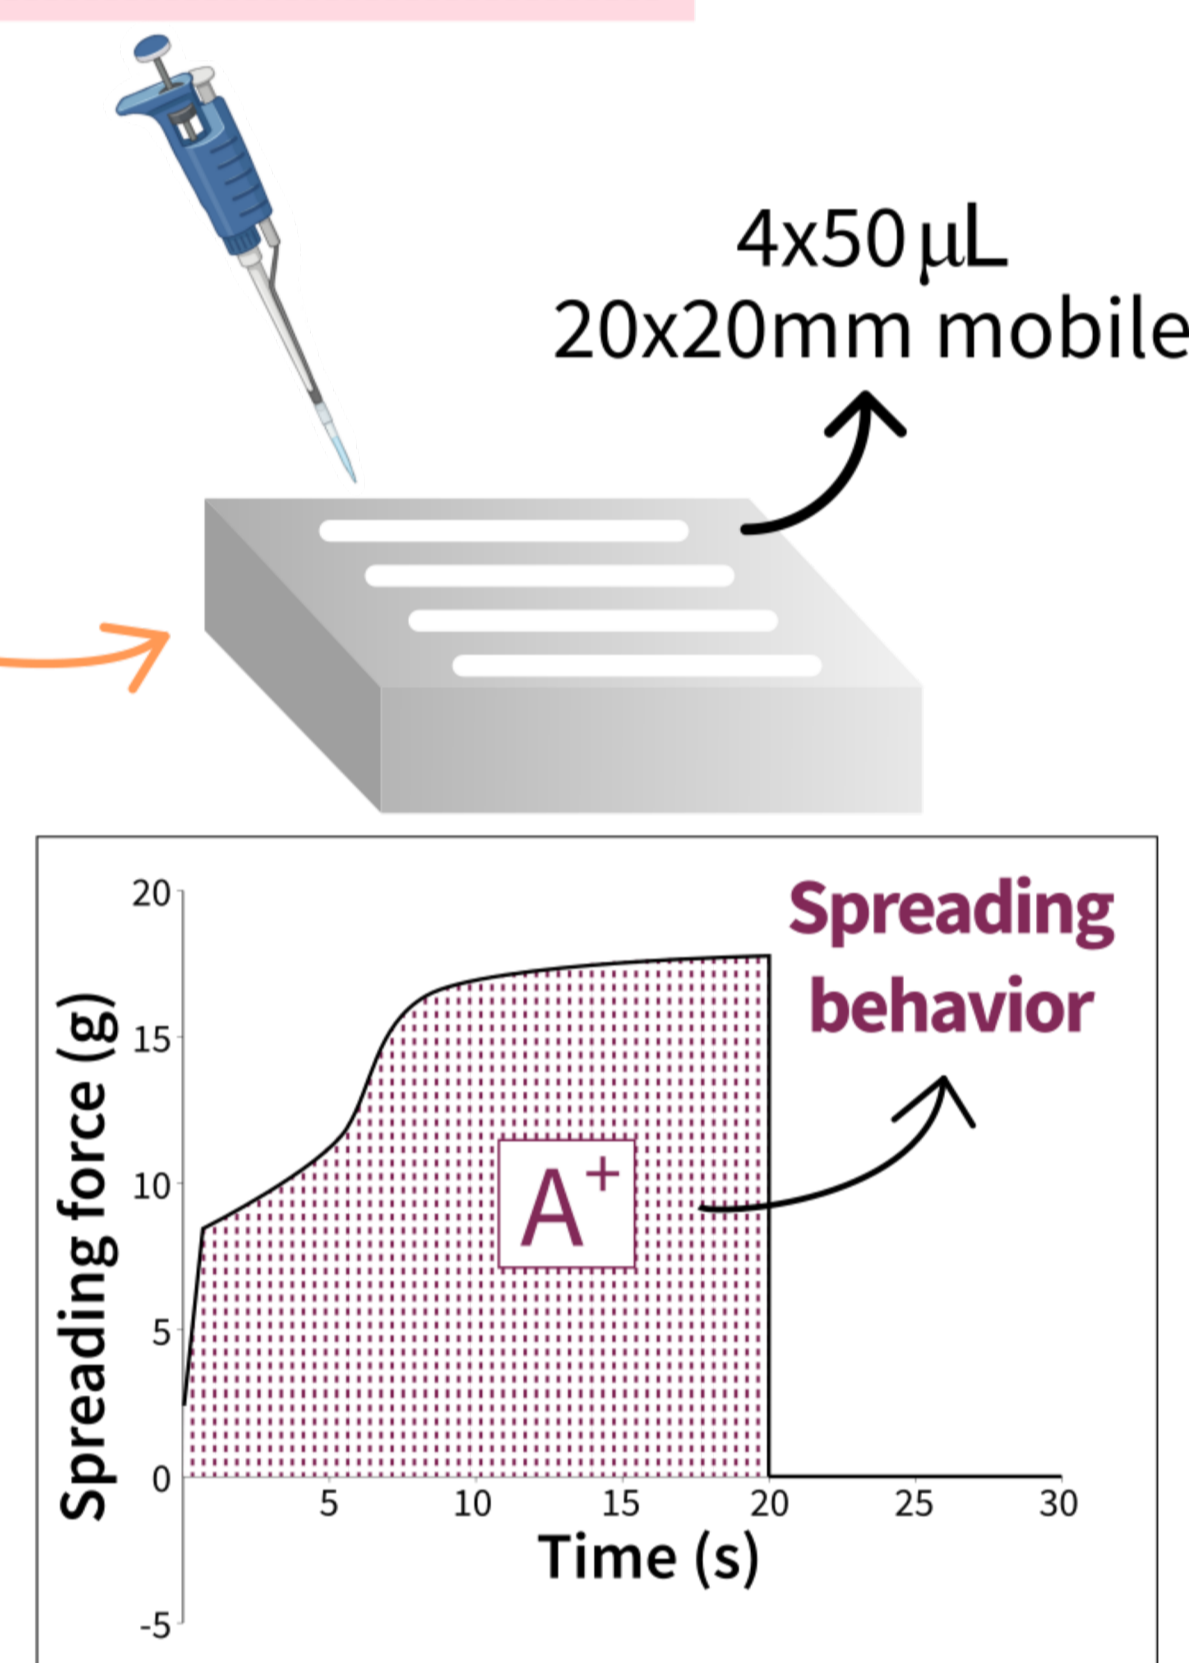 4x50 µL
20x20mm mobile
Spreading
behavior
A+
Spreading force (g)
20
15
10
5
0
-5
5 10 15 20 25 30
Time (s)